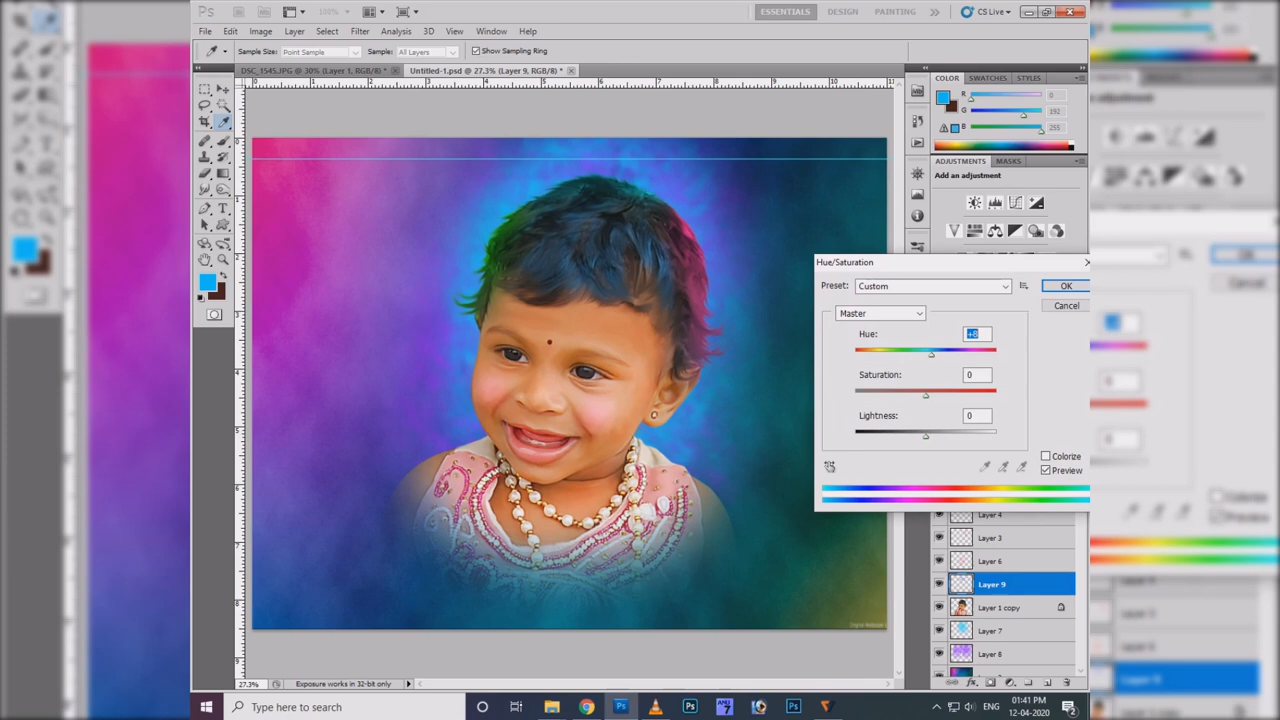 Ps
100%
ESSENTIALS
DESIGN
PAINTING
CS Live
File
Edit
Image
Layer
Select
Filter
Analysis
3D
View
Window
Help
Sample Size:
Point Sample
Sample:
All Layers
Show Sampling Ring
DSC_1545.JPG @ 30% (Layer 1, RGB/8) *
Untitled-1.psd @ 27.3% (Layer 9, RGB/8) *
COLOR
SWATCHES
STYLES
R
0
G
192
B
255
ADJUSTMENTS
MASKS
Add an adjustment
Hue/Saturation
Preset:
Custom
OK
Cancel
Master
Hue:
+8
Saturation:
0
Lightness:
0
Colorize
Preview
Layer 4
Layer 3
Layer 6
Layer 9
Layer 1 copy
Layer 7
Layer 8
27.3%
Exposure works in 32-bit only
Type here to search
ENG
01:41 PM
12-04-2020